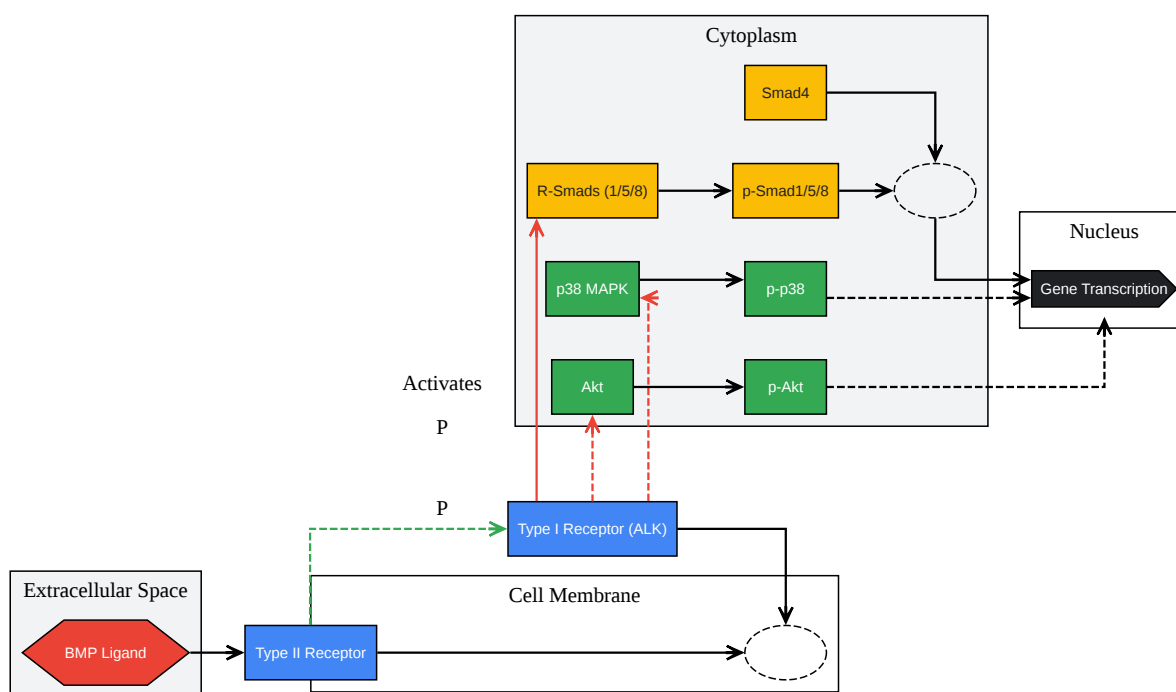 Cytoplasm
Smad4
R-Smads (1/5/8)
p-Smad1/5/8
Nucleus
p38 MAPK
p-p38
Gene Transcription
Activates
Akt
p-Akt
P
P
Type I Receptor (ALK)
Extracellular Space
Cell Membrane
BMP Ligand
Type II Receptor